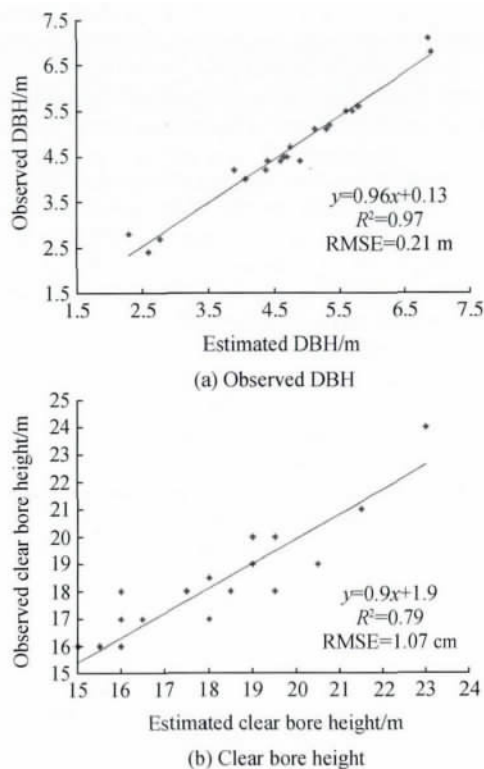 7.5
6.5
5.5
4.5
3.5
2.5
1.5
Observed DBH/m
y=0.96x+0.13
R²=0.97
RMSE=0.21 m
1.5 2.5 3.5 4.5 5.5 6.5 7.5
Estimated DBH/m
(a) Observed DBH
25
24
23
22
21
20
19
18
17
16
15
Observed clear bore height/m
y=0.9x+1.9
R²=0.79
RMSE=1.07 cm
15 16 17 18 19 20 21 22 23 24
Estimated clear bore height/m
(b) Clear bore height